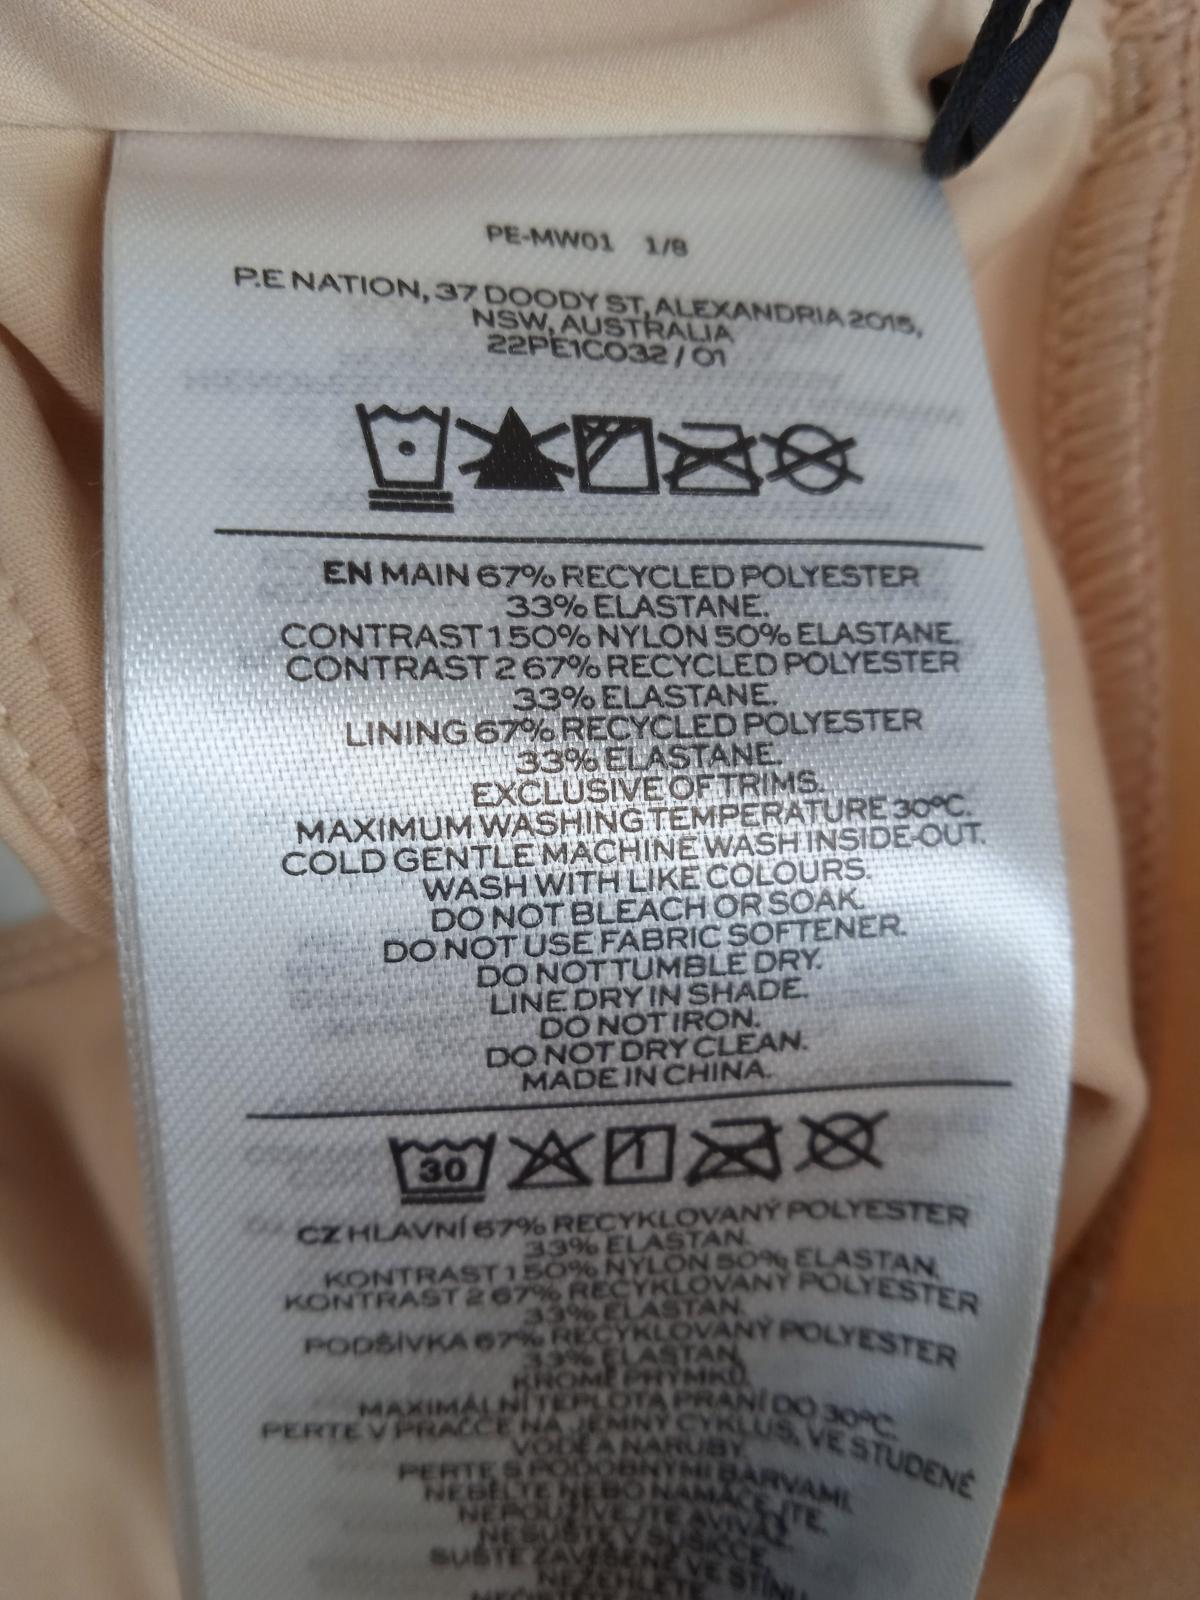 PE-MW01 1/8
P.E NATION, 37 DOODY ST, ALEXANDRIA 2015,
NSW, AUSTRALIA
22PE1C032 / 01
EN MAIN 67% RECYCLED POLYESTER
33% ELASTANE.
CONTRAST 1 50% NYLON 50% ELASTANE.
CONTRAST 2 67% RECYCLED POLYESTER
33% ELASTANE.
LINING 67% RECYCLED POLYESTER
33% ELASTANE.
EXCLUSIVE OF TRIMS.
MAXIMUM WASHING TEMPERATURE 30ºC.
COLD GENTLE MACHINE WASH INSIDE-OUT.
WASH WITH LIKE COLOURS.
DO NOT BLEACH OR SOAK.
DO NOT USE FABRIC SOFTENER.
DO NOT TUMBLE DRY.
LINE DRY IN SHADE.
DO NOT IRON.
DO NOT DRY CLEAN.
MADE IN CHINA.
30
CZ HLAVNÍ 67% RECYKLOVANÝ POLYESTER
33% ELASTAN.
KONTRAST 1 50% NYLON 50% ELASTAN.
KONTRAST 2 67% RECYKLOVANÝ POLYESTER
33% ELASTAN.
PODŠÍVKA 67% RECYKLOVANÝ POLYESTER
33% ELASTAN.
KROMĚ PRÝMKŮ.
MAXIMÁLNÍ TEPLOTA PRANÍ DO 30ºC.
PERTE V PRAČCE NA JEMNÝ CYKLUS, VE STUDENÉ
VODĚ A NARUBY.
PERTE S PODOBNÝMI BARVAMI.
NEBĚLTE NEBO NAMÁČEJTE.
NEPOUŽÍVEJTE AVIVÁŽ.
NESUŠTE V SUŠIČCE.
SUŠTE ZAVĚŠENÉ VE STÍNU.
NEŽEHLETE.